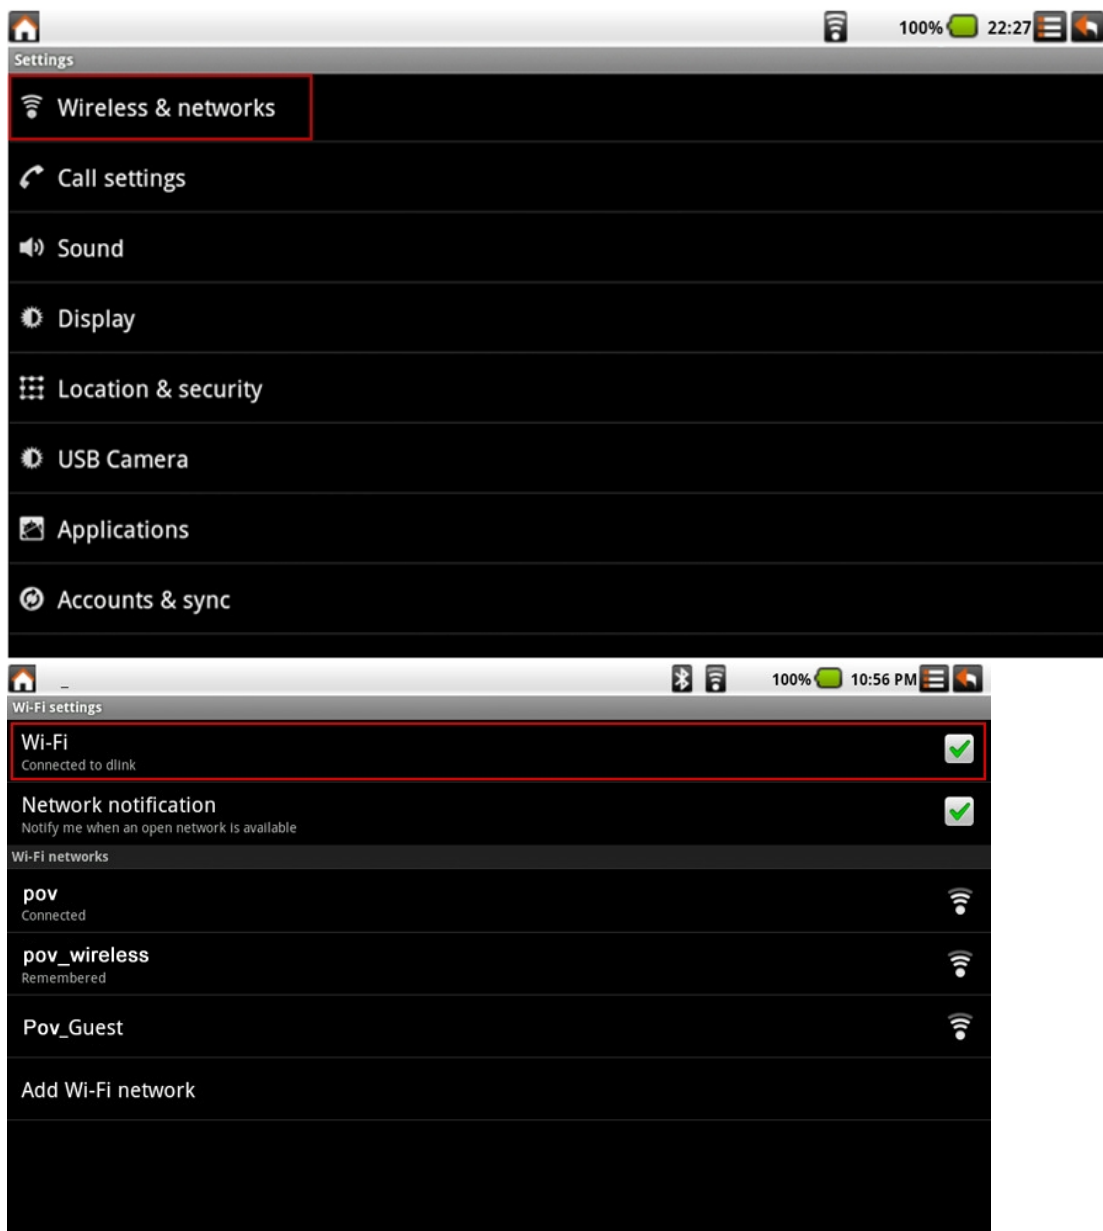 100% 22:27
Settings
Wireless & networks
Call settings
Sound
Display
Location & security
USB Camera
Applications
Accounts & sync
_ 100% 10:56 PM
Wi-Fi settings
Wi-Fi
Connected to dlink
Network notification
Notify me when an open network is available
Wi-Fi networks
pov
Connected
pov_wireless
Remembered
Pov_Guest
Add Wi-Fi network